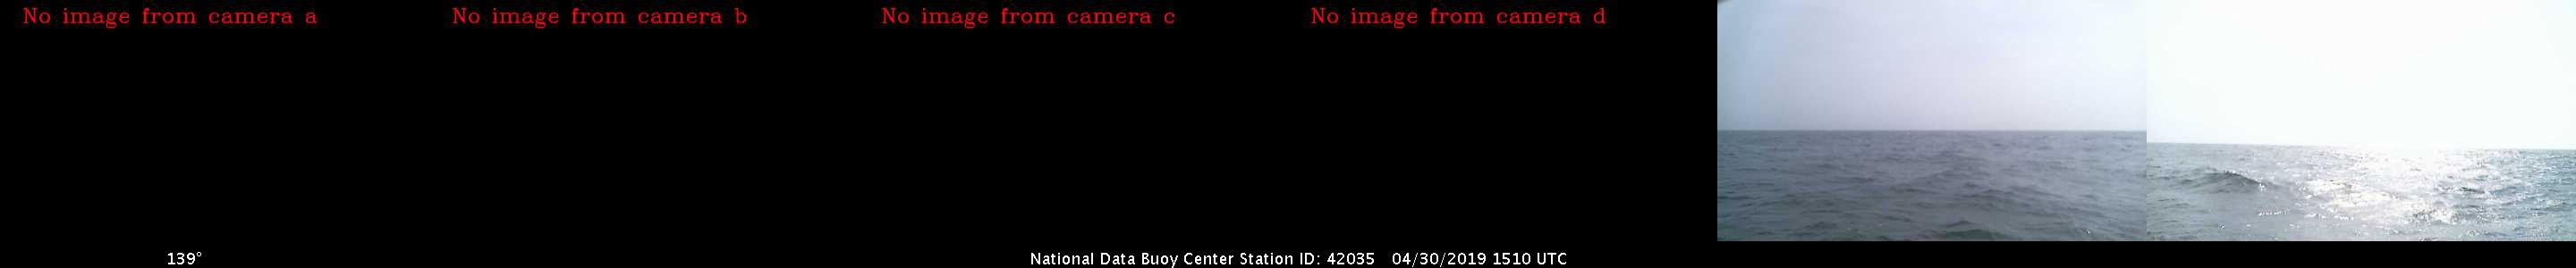 No image from camera a
No image from camera b
No image from camera c
No image from camera d
139°
National Data Buoy Center Station ID: 42035 04/30/2019 1510 UTC